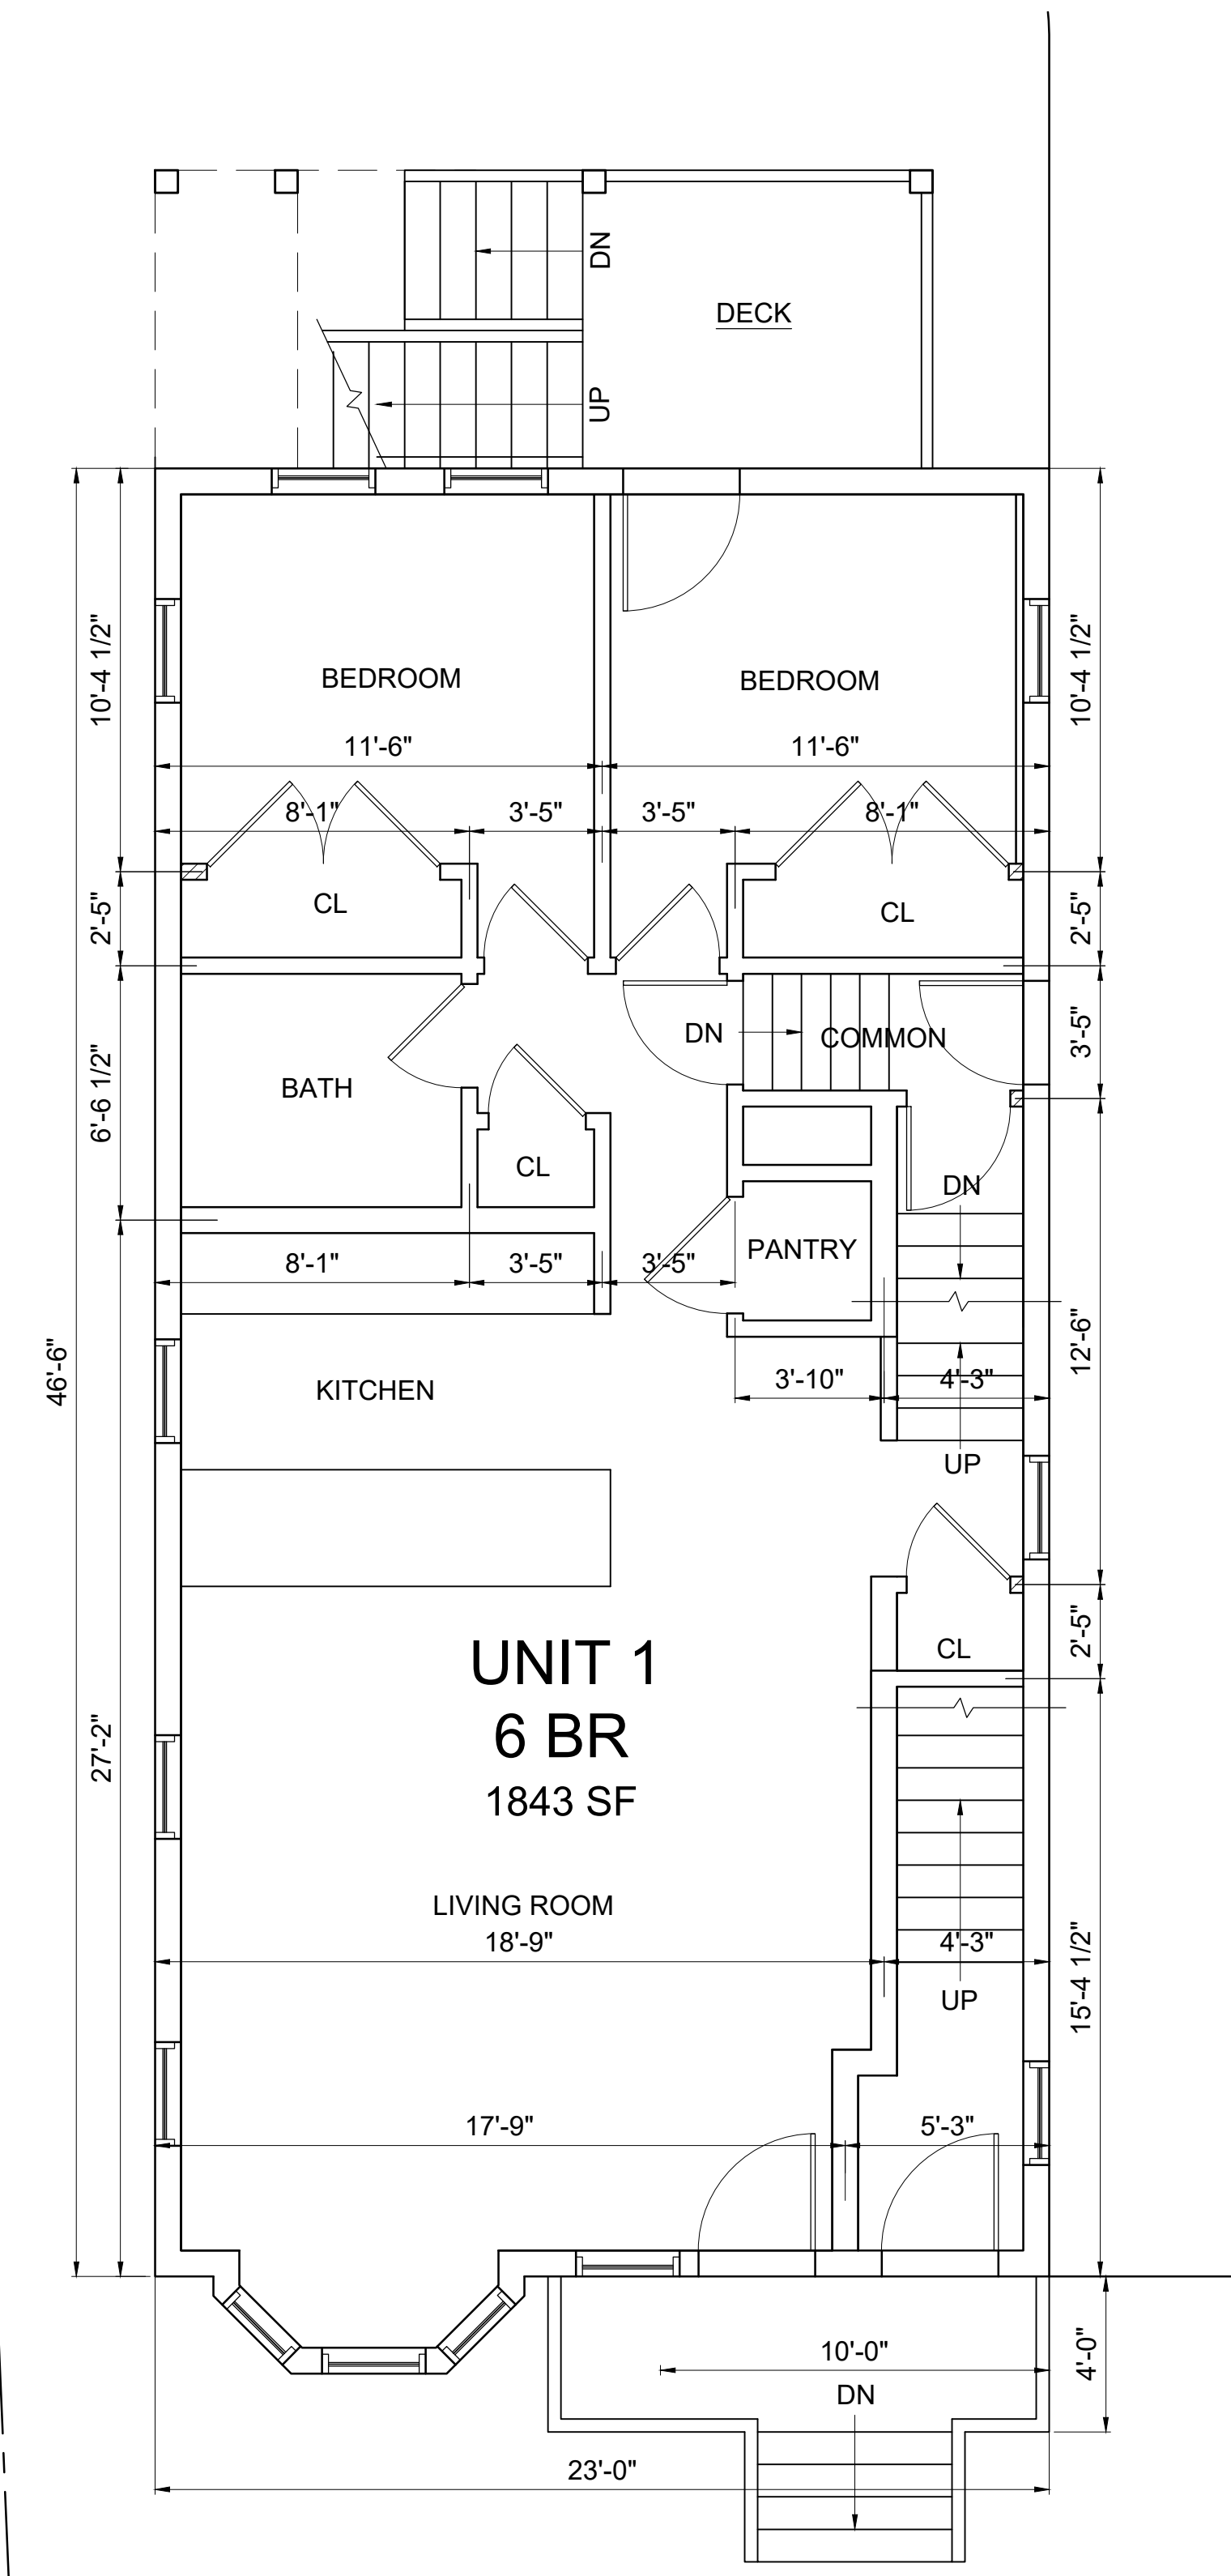 DN
DECK
UP
10'-4 1/2"
10'-4 1/2"
BEDROOM
BEDROOM
11'-6"
11'-6"
8'-1"
3'-5"
3'-5"
8'-1"
CL
CL
2'-5"
2'-5"
DN
COMMON
3'-5"
BATH
6'-6 1/2"
CL
DN
PANTRY
8'-1"
3'-5"
3'-5"
46'-6"
12'-6"
KITCHEN
3'-10"
4'-3"
UP
UNIT 1
CL
2'-5"
6 BR
27'-2"
1843 SF
LIVING ROOM
18'-9"
4'-3"
15'-4 1/2"
UP
17'-9"
5'-3"
10'-0"
4'-0"
DN
23'-0"